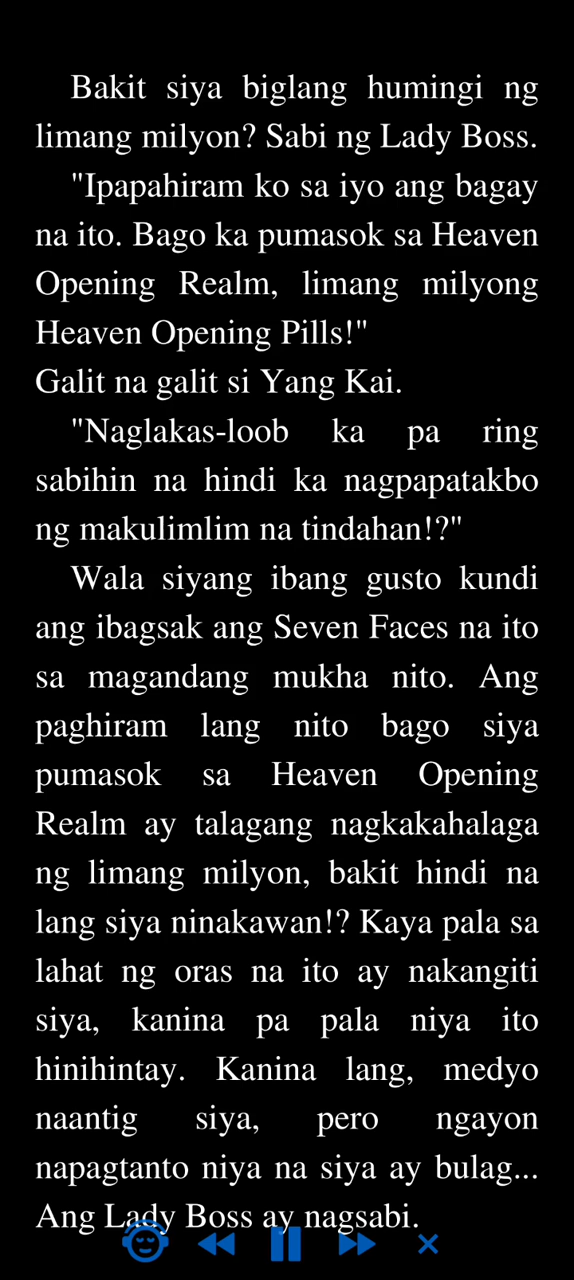 Bakit siya biglang humingi ng
limang milyon? Sabi ng Lady Boss.
"Ipapahiram ko sa iyo ang bagay
na ito. Bago ka pumasok sa Heaven
Opening Realm, limang milyong
Heaven Opening Pills!"
Galit na galit si Yang Kai.
"Naglakas-loob ka pa ring
sabihin na hindi ka nagpapatakbo
ng makulimlim na tindahan!?"
Wala siyang ibang gusto kundi
ang ibagsak ang Seven Faces na ito
sa magandang mukha nito. Ang
paghiram lang nito bago siya
pumasok sa Heaven Opening
Realm ay talagang nagkakahalaga
ng limang milyon, bakit hindi na
lang siya ninakawan!? Kaya pala sa
lahat ng oras na ito ay nakangiti
siya, kanina pa pala niya ito
hinihintay. Kanina lang, medyo
naantig siya, pero ngayon
napagtanto niya na siya ay bulag...
Ang Lady Boss ay nagsabi.